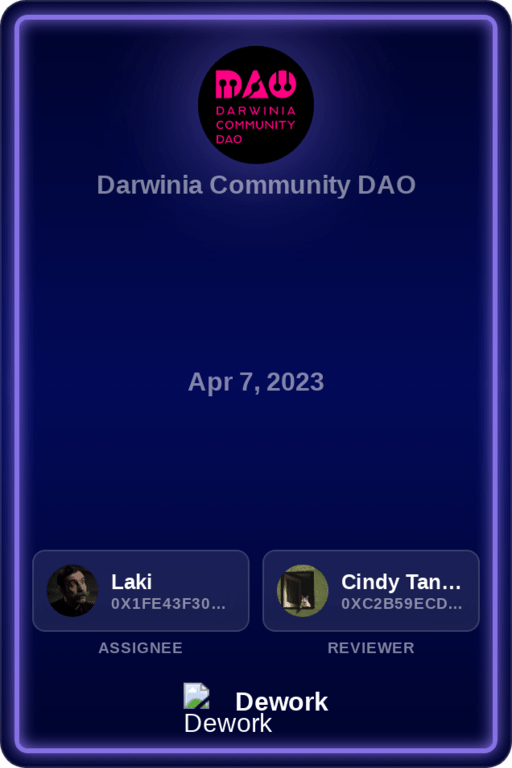 DAO
DARWINIA
COMMUNITY
DAO
Darwinia Community DAO
Apr 7, 2023
Laki
0X1FE43F30...
Cindy Tan...
0XC2B59ECD...
ASSIGNEE
REVIEWER
Dework
Dework